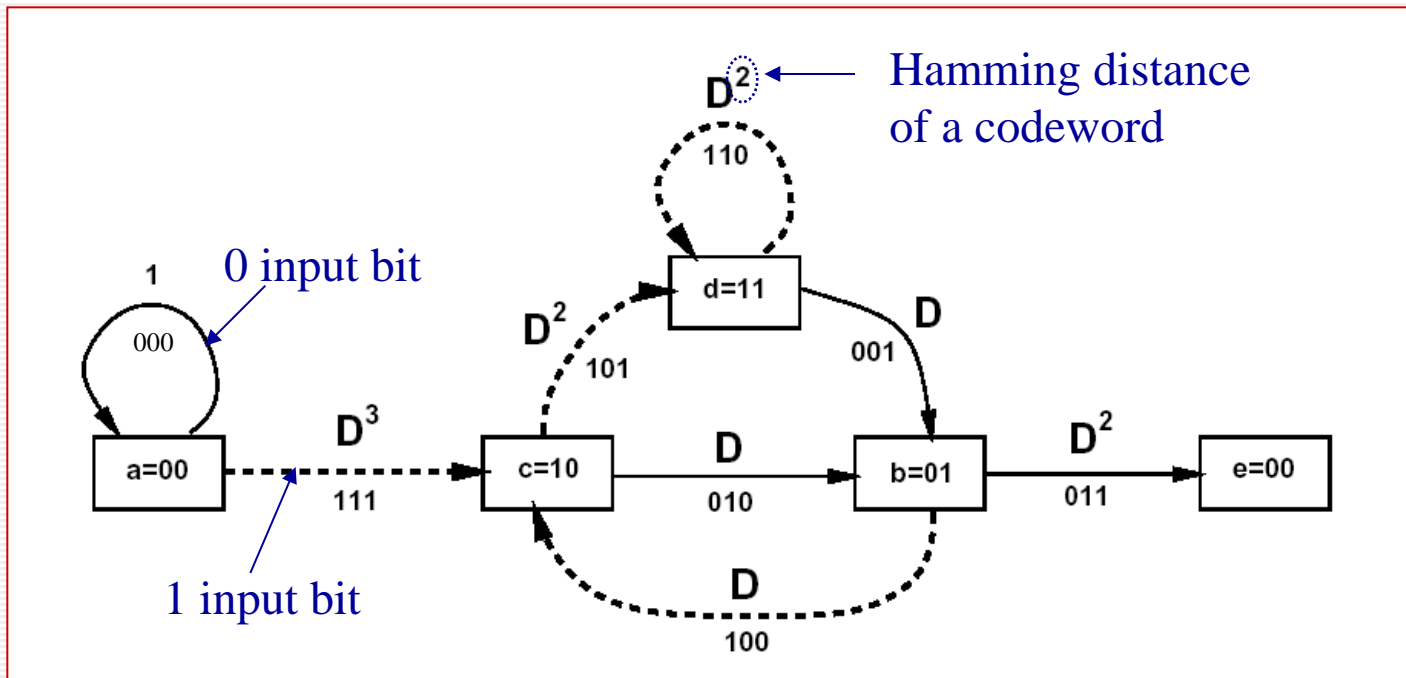 D²
Hamming distance
of a codeword
110
1
0 input bit
000
d=11
D²
D
101
001
D³
D
D²
a=00
c=10
b=01
e=00
111
010
011
D
1 input bit
100